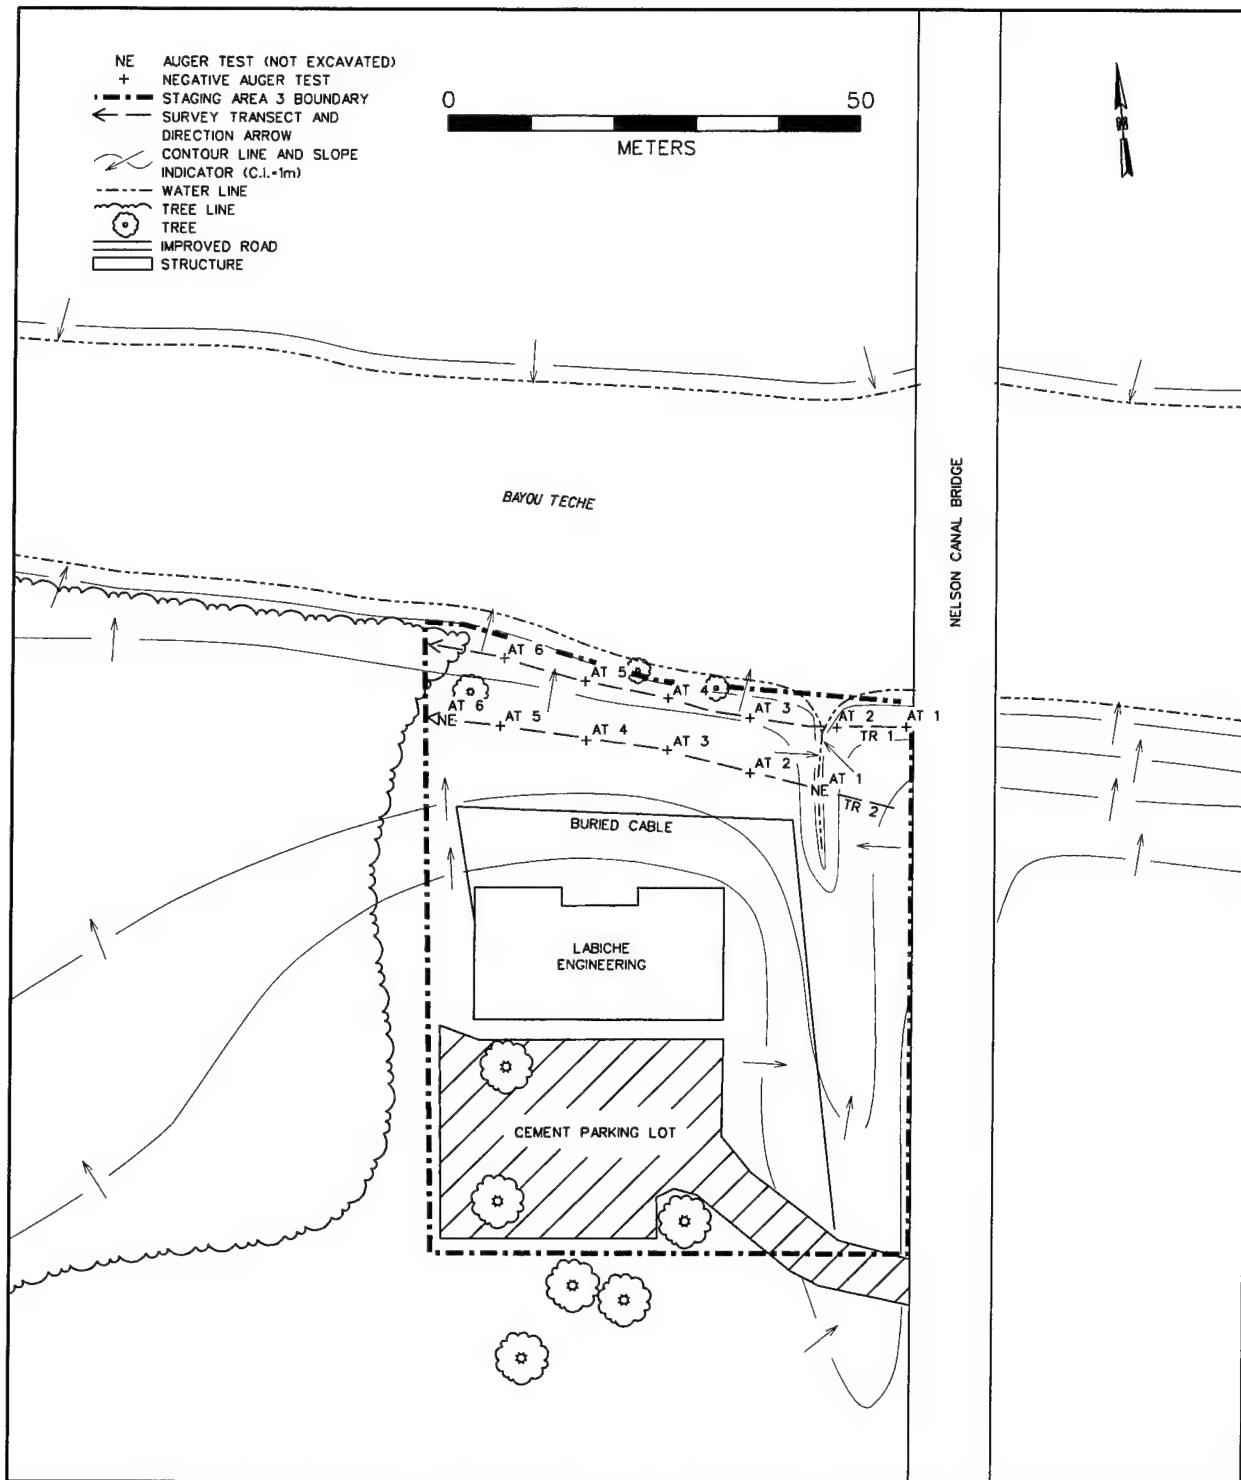 NE AUGER TEST (NOT EXCAVATED)
+ NEGATIVE AUGER TEST
STAGING AREA 3 BOUNDARY
SURVEY TRANSECT AND
DIRECTION ARROW
CONTOUR LINE AND SLOPE
INDICATOR (C.I.=1m)
WATER LINE
TREE LINE
TREE
IMPROVED ROAD
STRUCTURE
0 50
METERS
BAYOU TECHE
NELSON CANAL BRIDGE
AT 6
AT 5
AT 4
AT 3
AT 2
AT 1
TR 1
AT 6
NE
AT 5
AT 4
AT 3
AT 2
AT 1
NE
TR 2
BURIED CABLE
LABICHE
ENGINEERING
CEMENT PARKING LOT